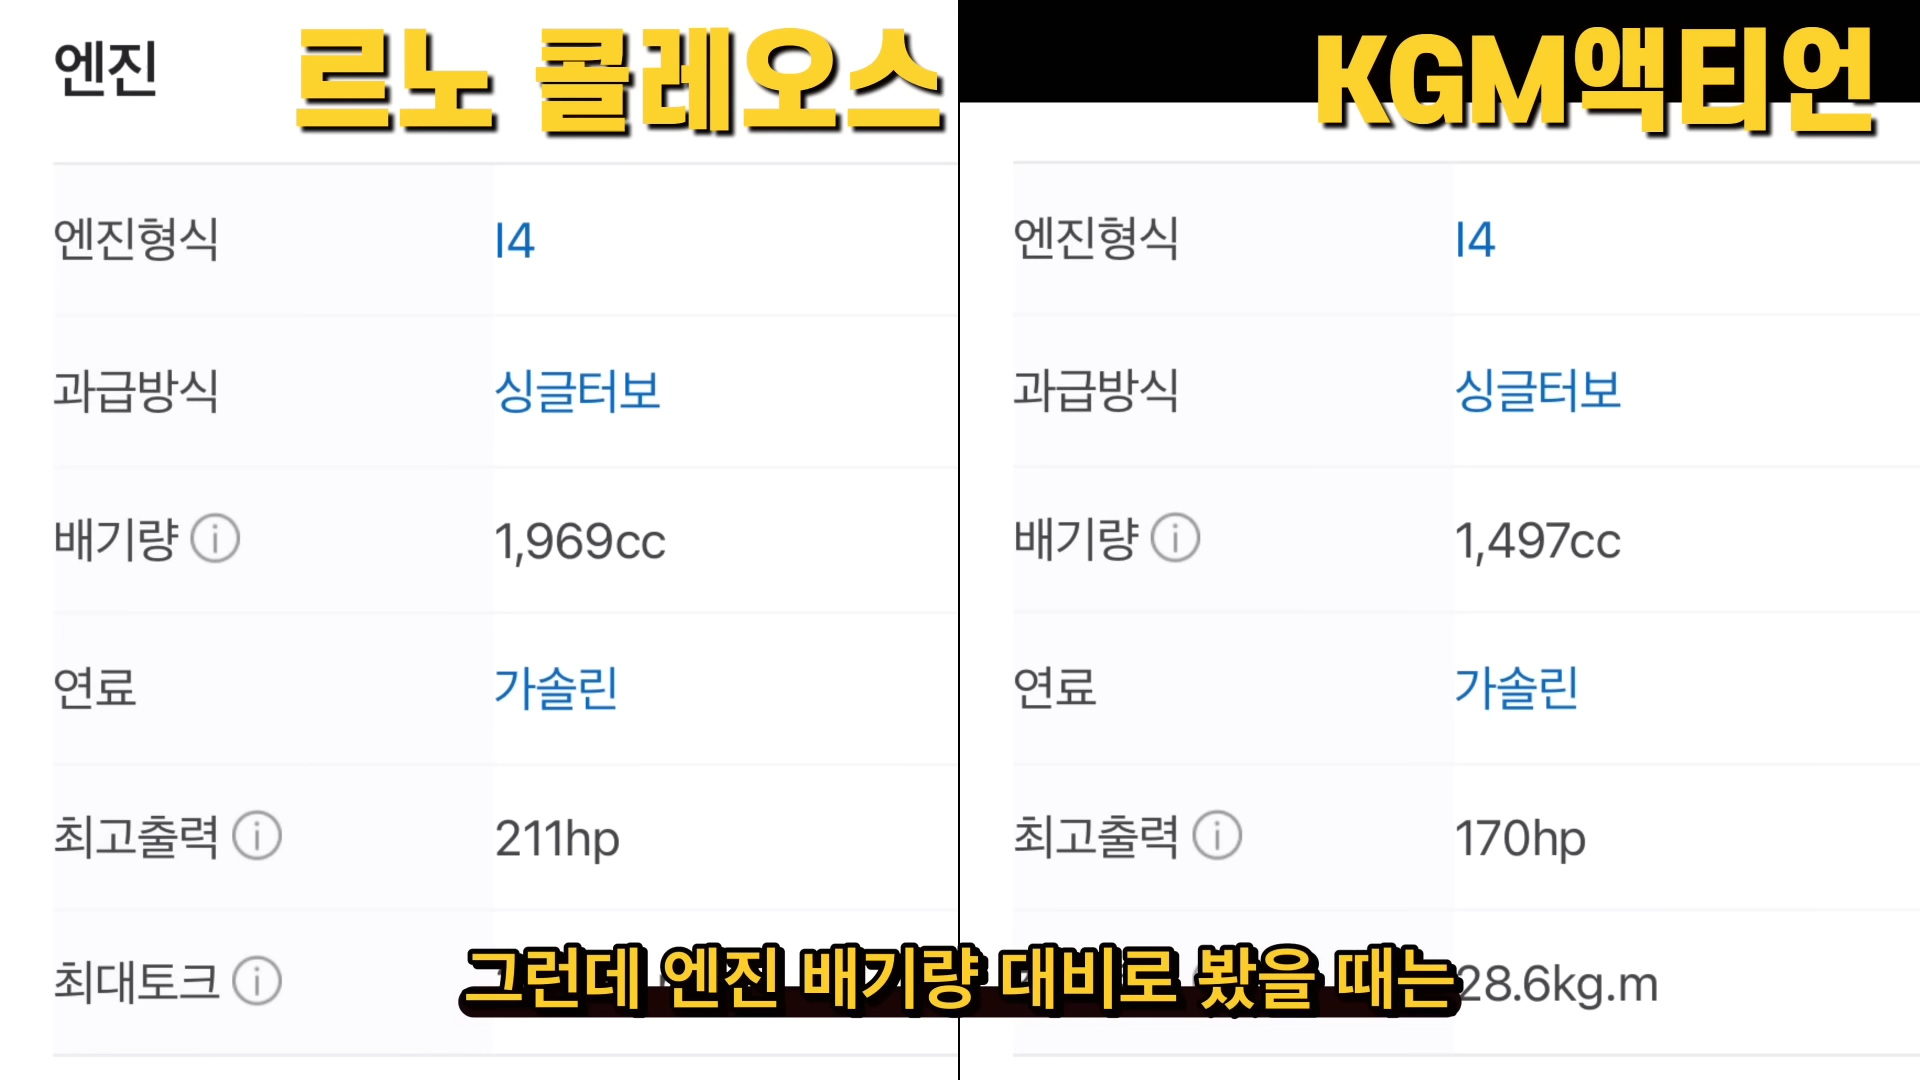 엔진
르노 콜레오스
엔진형식 I4
과급방식 싱글터보
배기량 1,969cc
연료 가솔린
최고출력 211hp
최대토크
KGM액티언
엔진형식 I4
과급방식 싱글터보
배기량 1,497cc
연료 가솔린
최고출력 170hp
28.6kg.m
그런데 엔진 배기량 대비로 봤을 때는